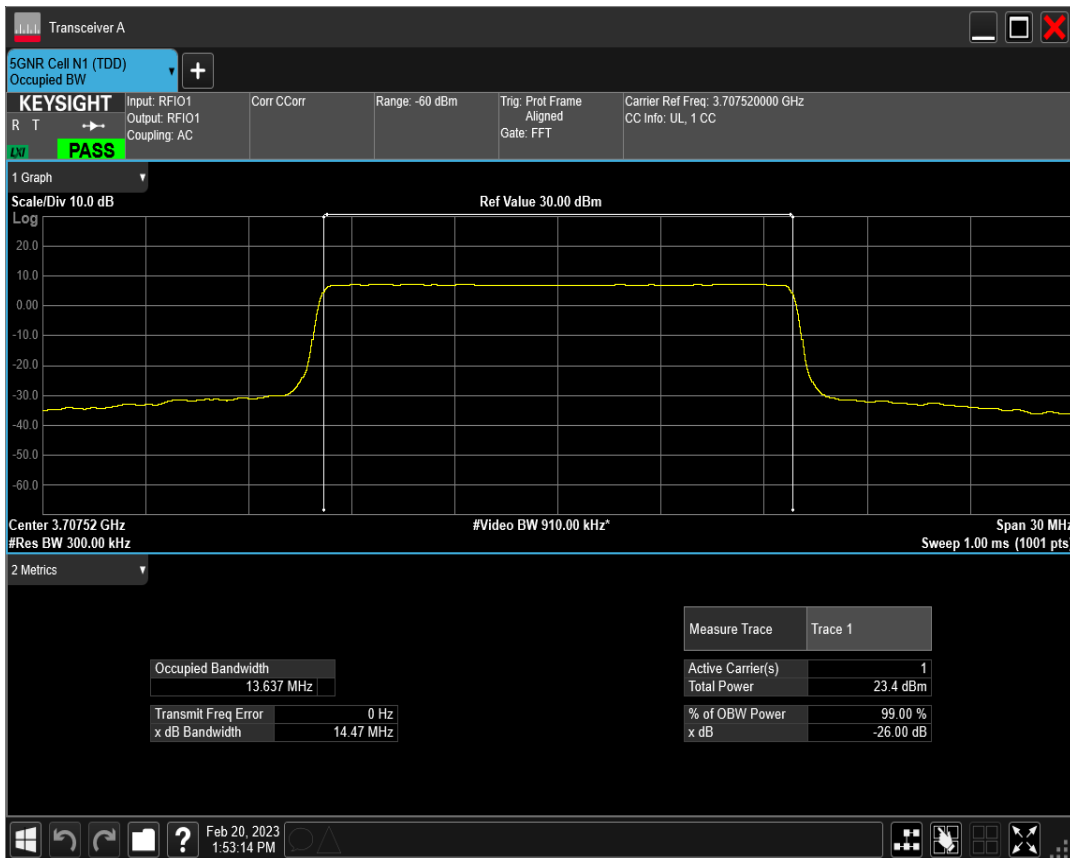 Transceiver A
5GNR Cell N1 (TDD)
Occupied BW
KEYSIGHT
R T
LXI
PASS
Input: RFIO1
Output: RFIO1
Coupling: AC
Corr CCorr
Range: -60 dBm
Trig: Prot Frame
Aligned
Gate: FFT
Carrier Ref Freq: 3.707520000 GHz
CC Info: UL, 1 CC
1 Graph
Scale/Div 10.0 dB
Ref Value 30.00 dBm
Log
20.0
10.0
0.00
-10.0
-20.0
-30.0
-40.0
-50.0
-60.0
Center 3.70752 GHz
#Video BW 910.00 kHz*
Span 30 MHz
#Res BW 300.00 kHz
Sweep 1.00 ms (1001 pts)
2 Metrics
Measure Trace Trace 1
Occupied Bandwidth
13.637 MHz
Active Carrier(s) 1
Total Power 23.4 dBm
Transmit Freq Error 0 Hz
x dB Bandwidth 14.47 MHz
% of OBW Power 99.00 %
x dB -26.00 dB
?
Feb 20, 2023
1:53:14 PM